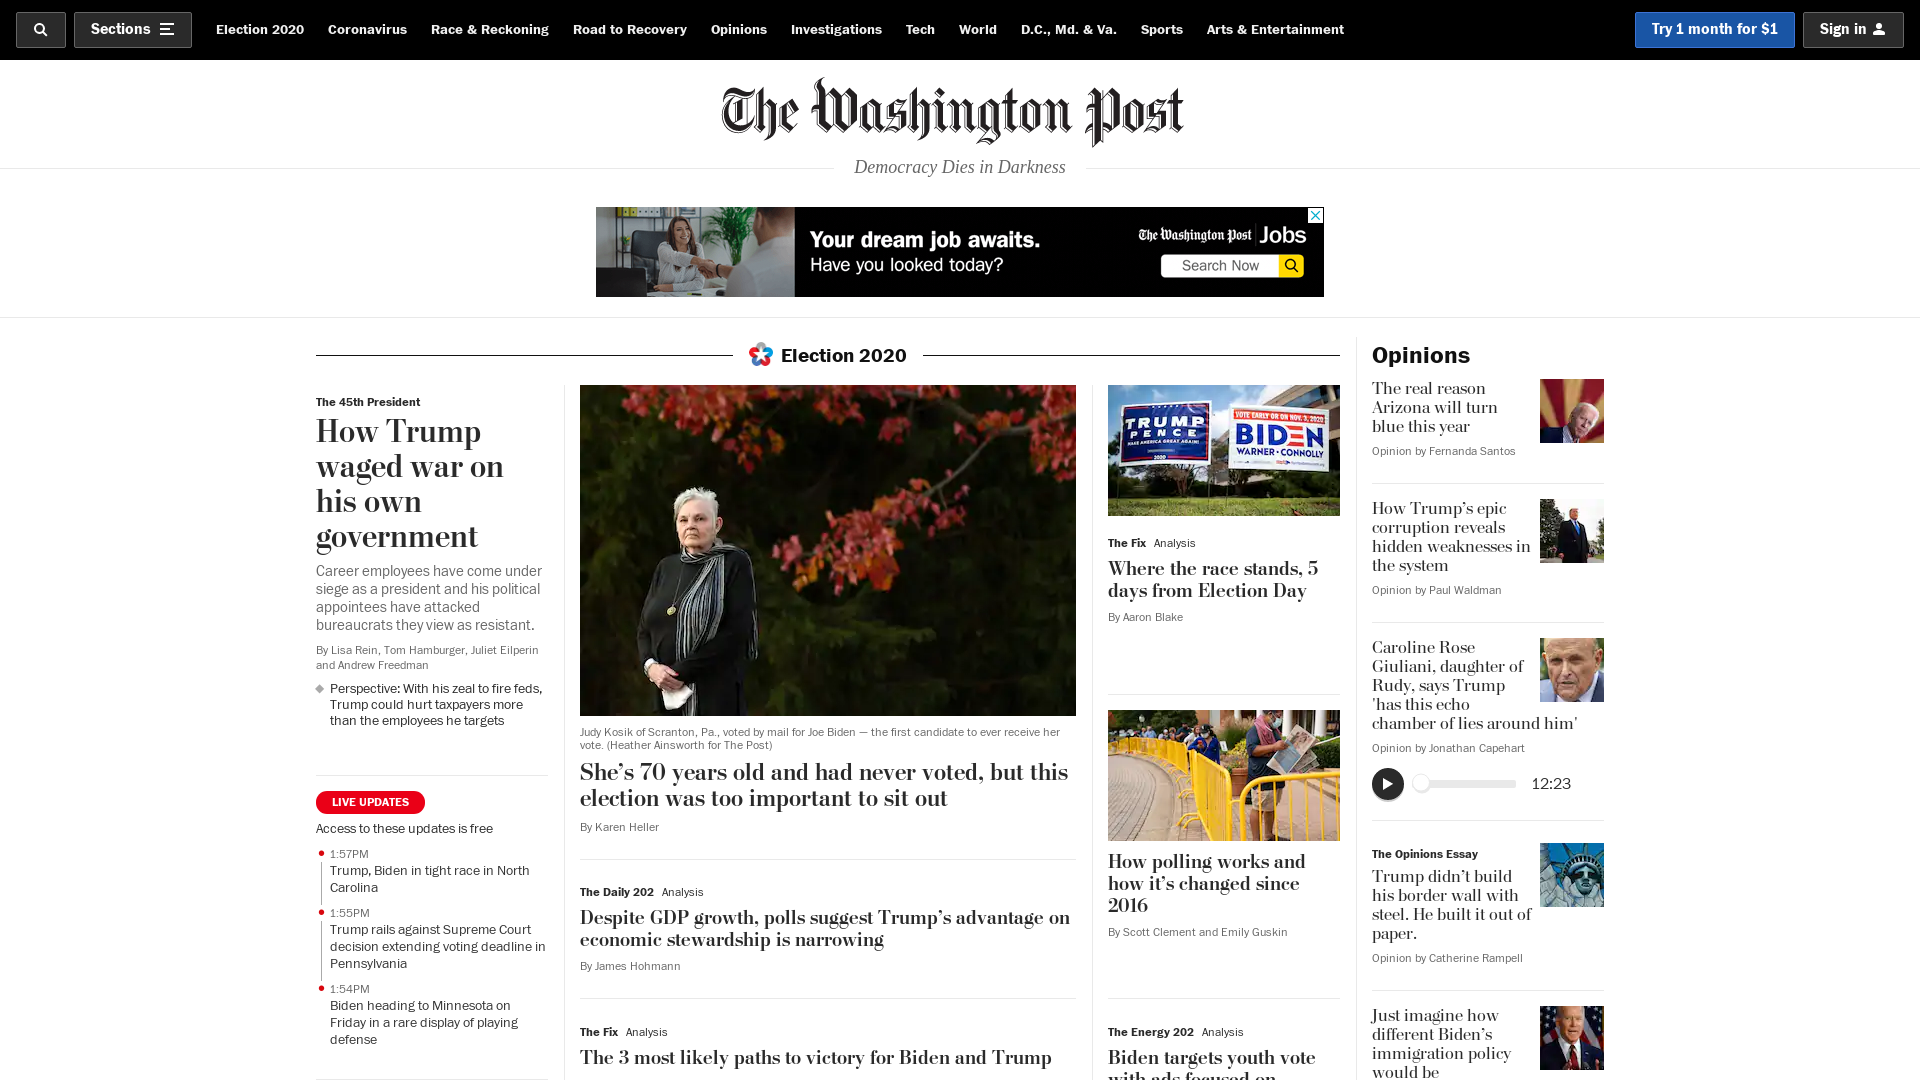 Sections
Election 2020
Coronavirus
Race & Reckoning
Road to Recovery
Opinions
Investigations
Tech
World
D.C., Md. & Va.
Sports
Arts & Entertainment
Try 1 month for $1
Sign in
The Washington Post
Democracy Dies in Darkness
Your dream job awaits.
Have you looked today?
The Washington Post Jobs
Search Now
Election 2020
The 45th President
How Trump
waged war on
his own
government
Career employees have come under
siege as a president and his political
appointees have attacked
bureaucrats they view as resistant.
By Lisa Rein, Tom Hamburger, Juliet Eilperin
and Andrew Freedman
Perspective: With his zeal to fire feds,
Trump could hurt taxpayers more
than the employees he targets
LIVE UPDATES
Access to these updates is free
1:57PM
Trump, Biden in tight race in North
Carolina
1:55PM
Trump rails against Supreme Court
decision extending voting deadline in
Pennsylvania
1:54PM
Biden heading to Minnesota on
Friday in a rare display of playing
defense
Judy Kosik of Scranton, Pa., voted by mail for Joe Biden — the first candidate to ever receive her
vote. (Heather Ainsworth for The Post)
She’s 70 years old and had never voted, but this
election was too important to sit out
By Karen Heller
The Daily 202 Analysis
Despite GDP growth, polls suggest Trump’s advantage on
economic stewardship is narrowing
By James Hohmann
The Fix Analysis
The 3 most likely paths to victory for Biden and Trump
TRUMP
PENCE
MAKE AMERICA GREAT AGAIN!
2020
VOTE EARLY OR ON NOV. 3, 2020
BIDEN
WARNER · CONNOLLY
The Fix Analysis
Where the race stands, 5
days from Election Day
By Aaron Blake
How polling works and
how it’s changed since
2016
By Scott Clement and Emily Guskin
The Energy 202 Analysis
Biden targets youth vote
with ads focused on
Opinions
The real reason
Arizona will turn
blue this year
Opinion by Fernanda Santos
How Trump’s epic
corruption reveals
hidden weaknesses in
the system
Opinion by Paul Waldman
Caroline Rose
Giuliani, daughter of
Rudy, says Trump
'has this echo
chamber of lies around him'
Opinion by Jonathan Capehart
12:23
The Opinions Essay
Trump didn’t build
his border wall with
steel. He built it out of
paper.
Opinion by Catherine Rampell
Just imagine how
different Biden’s
immigration policy
would be